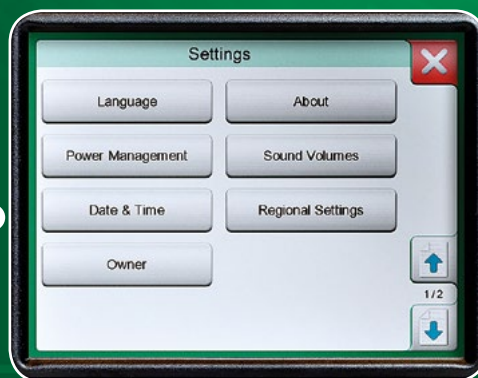 Settings
Language
About
Power Management
Sound Volumes
Date & Time
Regional Settings
Owner
1/2